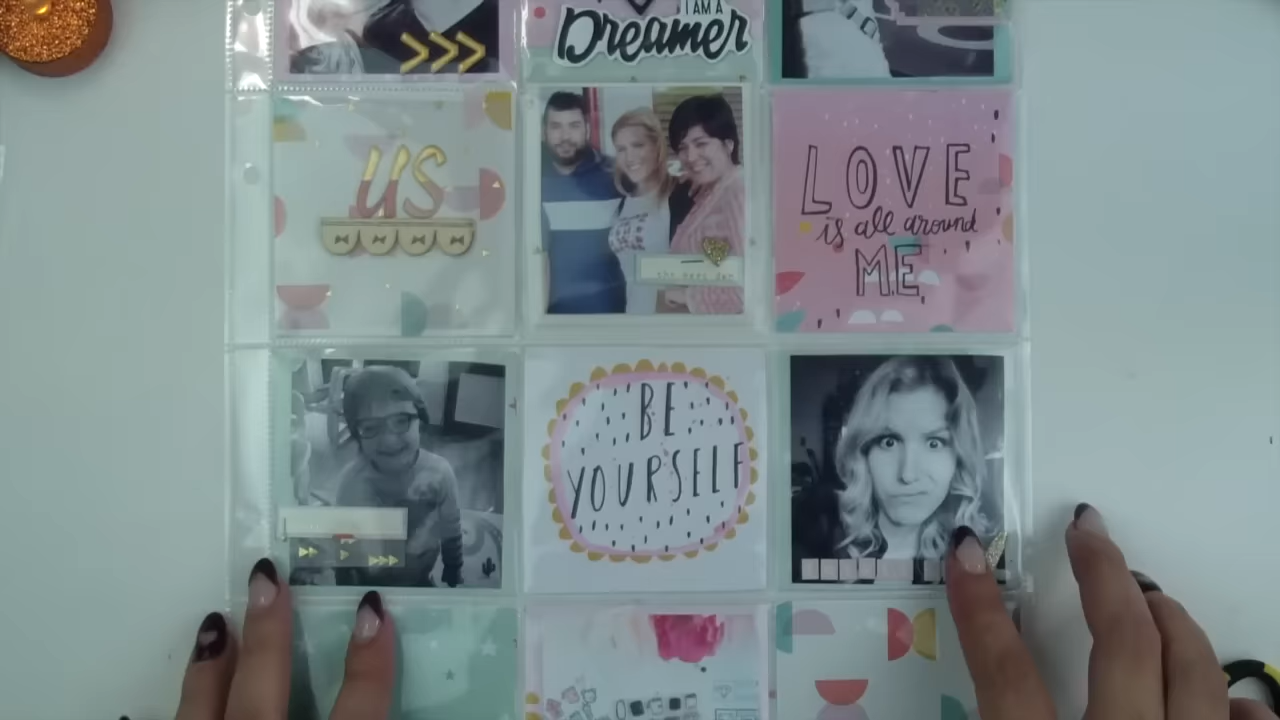 I AM A
Dreamer
US
LOVE
is all around
ME.
BE
YOURSELF